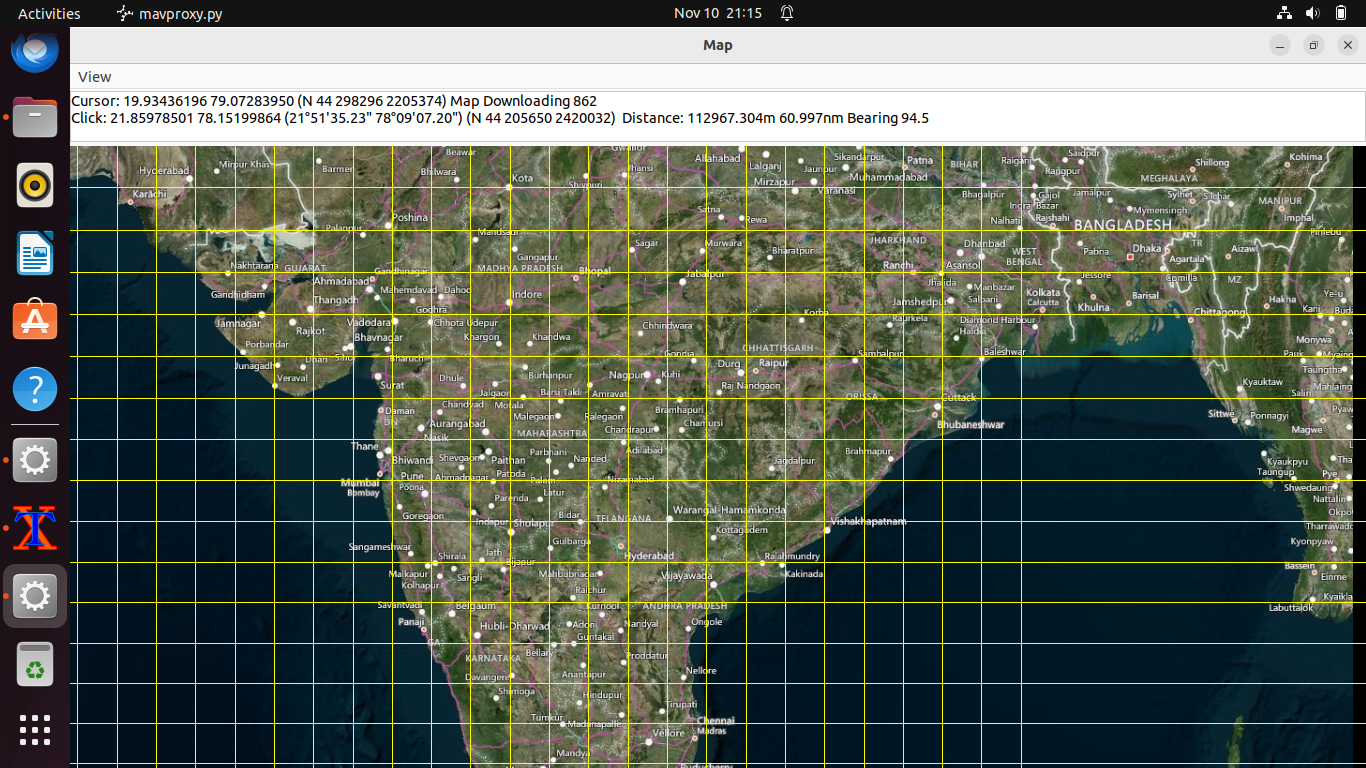 Activities
mavproxy.py
Nov 10 21:15
Map
View
Cursor: 19.93436196 79.07283950 (N 44 298296 2205374) Map Downloading 862
Click: 21.85978501 78.15199864 (21°51'35.23" 78°09'07.20") (N 44 205650 2420032) Distance: 112967.304m 60.997nm Bearing 94.5
Beawar
Gwalior
Allahabad
Lalganj
Sikandarpur
Patna
BIHAR
Raiganj
Saidpur
Shillong
Kohima
Hyderabad
Mirpur Khas
Barmer
Bhilwara
Kota
Shivpuri
Jhansi
Mirzapur
Jaunpur
Muhammadabad
Rangpur
MEGHALAYA
Karachi
Varanasi
Bhagalpur
Gajol
Jamalpur
Sylhet
Silchar
MANIPUR
Ingraj Bazar
Poshina
Satna
Rewa
Nalhati
Rajshahi
Mymensingh
Imphal
Palanpur
Mandsaur
Sagar
Murwara
Bharatpur
JHARKHAND
Dhanbad
WEST
BENGAL
BANGLADESH
Pabna
Dhaka
TR
Aizawl
Pinlebu
Nakhtarana
GUJARAT
Gandhinagar
Gangapur
MADHYA PRADESH
Bhopal
Jabalpur
Ranchi
Asansol
Agartala
Ahmadabad
Jhalida
Jessore
Comilla
MZ
Gandhidham
Mahemdavad
Dahod
Indore
Manbazar
Kolkata
Calcutta
Barisal
Hakha
Ye-u
Thangadh
Godhra
Jamshedpur
Salbani
Khulna
Chittagong
Kani
Jamnagar
Rajkot
Vadodara
Chhota Udepur
Chhindwara
Korba
Raurkela
Diamond Harbour
Haldia
Bhavnagar
Khargon
Khandwa
Monywa
Porbandar
CHHATTISGARH
Baleshwar
Junagadh
Dhari
Bharuch
Gondia
Durg
Raipur
Sambalpur
Pauk
Myaing
Veraval
Surat
Dhule
Burhanpur
Nagpur
Kuhi
Raj Nandgaon
Kyauktaw
Taungtha
Jalgaon
Barsi Takli
Amravati
ORISSA
Cuttack
Mahlaing
Salin
Daman
DN
Chandvad
Motala
Malegaon
Ralegaon
Bramhapuri
Sittwe
Ponnagyi
Pyaw
Aurangabad
Chandrapur
Chamursi
Bhubaneshwar
Magwe
Nasik
MAHARASHTRA
Thane
Adilabad
Bhiwandi
Shevgaon
Paithan
Parbhani
Nanded
Jagdalpur
Brahmapur
Kyaukpyu
Taungup
Tha
Pye
Mumbai
Bombay
Pune
Poona
Ahmadnagar
Patoda
Palam
Nizamabad
Shwedaung
Parenda
Latur
Nattalin
Goregaon
Indapur
Sholapur
Bidar
TELANGANA
Warangal-Hamamkonda
Vishakhapatnam
Okpo
Kottagudem
Tharrawaddy
Sangameshwar
Shirala
Jath
Gulbarga
Hyderabad
Rajahmundry
Kyonpyaw
Malkapur
Kolhapur
Sangli
Bijapur
Mahbubnagar
Vijayawada
Kakinada
Bassein
Einme
Raichur
Savantvadi
Belgaum
Kurnool
ANDHRA PRADESH
Kyaikla
Labuttalok
Panaji
GA
Hubli-Dharwad
Adoni
Nandyal
Ongole
Guntakal
KARNATAKA
Bellary
Proddatur
Davangere
Anantapur
Nellore
Shimoga
Hindupur
Tirupati
Tumkur
Madanapalle
Chennai
Madras
Vellore
Mandya
Puducherry